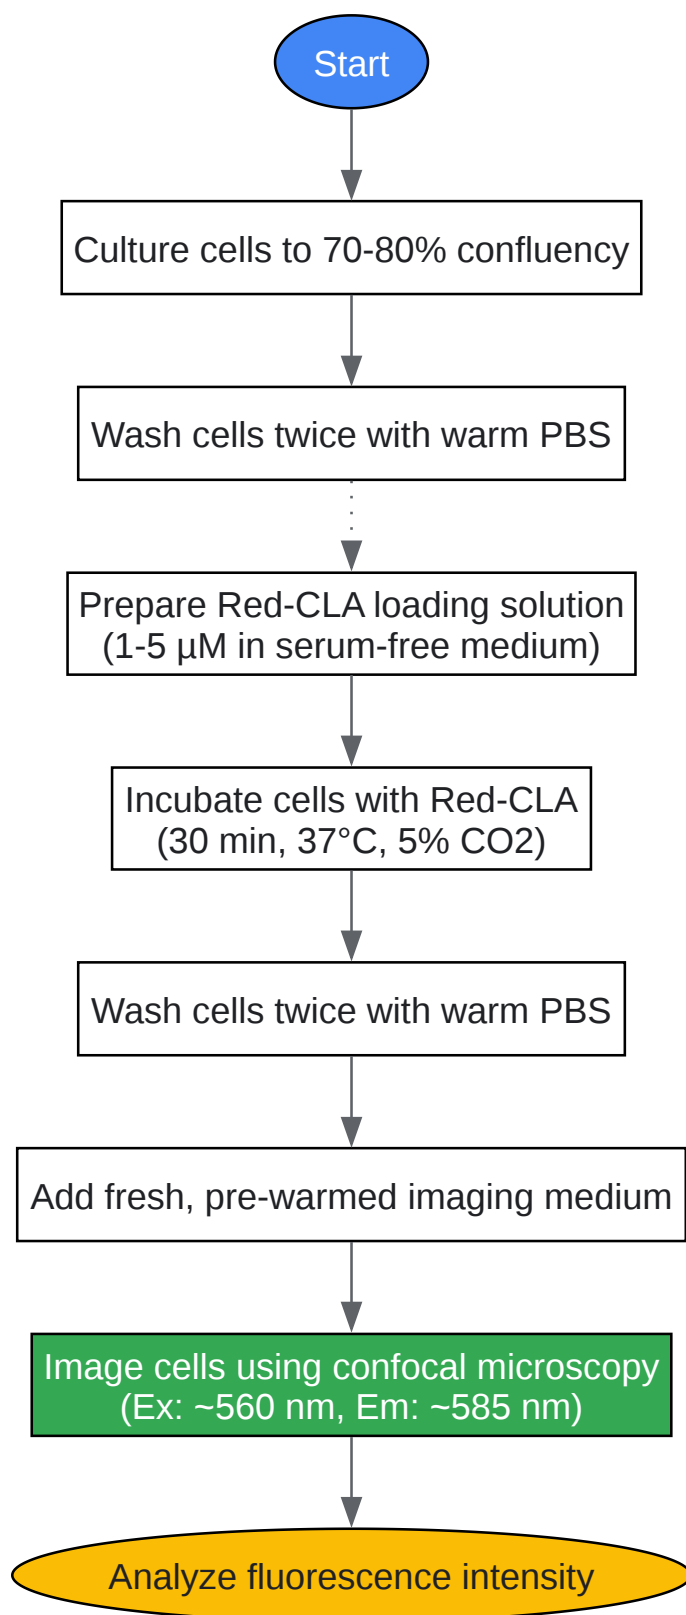 Start
Culture cells to 70-80% confluency
Wash cells twice with warm PBS
Prepare Red-CLA loading solution
(1-5 µM in serum-free medium)
Incubate cells with Red-CLA
(30 min, 37°C, 5% CO2)
Wash cells twice with warm PBS
Add fresh, pre-warmed imaging medium
Image cells using confocal microscopy
(Ex: ~560 nm, Em: ~585 nm)
Analyze fluorescence intensity